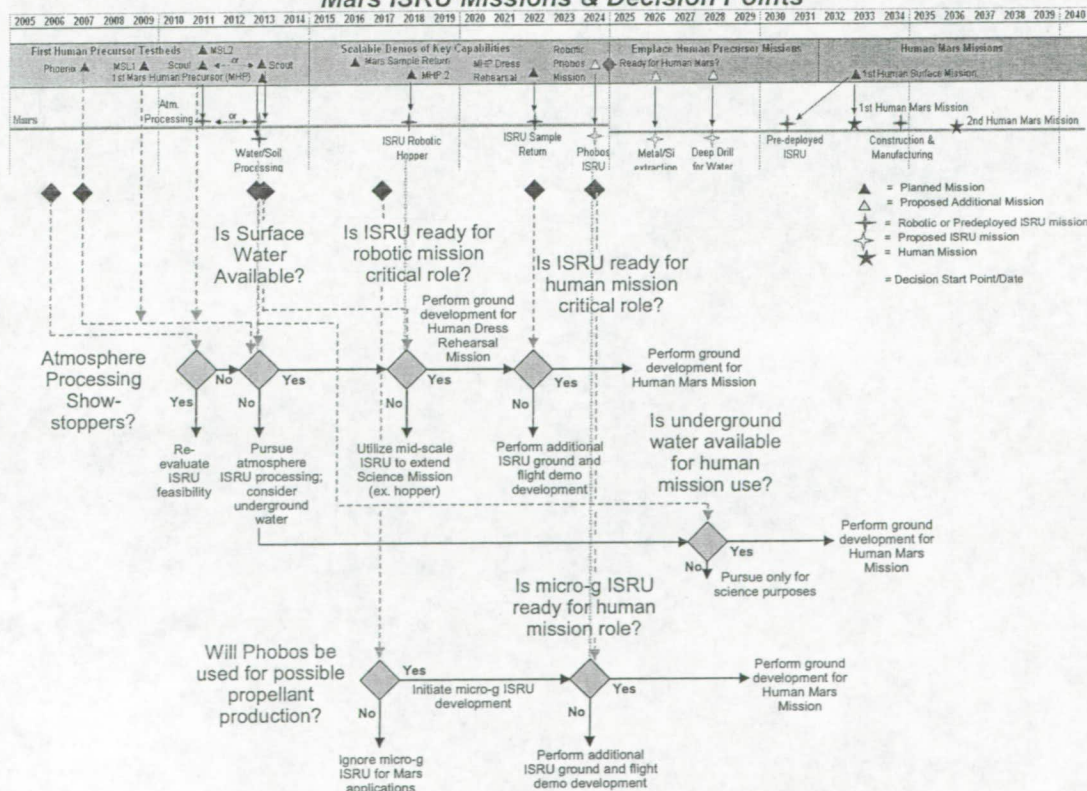 Mars ISRU Missions & Decision Points
2005 2006 2007 2008 2009 2010 2011 2012 2013 2014 2015 2016 2017 2018 2019 2020 2021 2022 2023 2024 2025 2026 2027 2028 2029 2030 2031 2032 2033 2034 2035 2036 2037 2038 2039 2040
First Human Precursor Testbeds
Scalable Demos of Key Capabilities
Emplace Human Precursor Missions
Human Mars Missions
Phoenix
MSL1
MSL2
Scout
or
Scout
1st Mars Human Precursor (MHP)
Mars Sample Return
MHP 2
MHP Dress
Rehearsal
Robotic
Phobos
Mission
Ready for Human Mars?
1st Human Surface Mission
Mars
Atm.
Processing
or
Water/Soil
Processing
ISRU Robotic
Hopper
ISRU Sample
Return
Phobos
ISRU
Metal/Si
extraction
Deep Drill
for Water
Pre-deployed
ISRU
1st Human Mars Mission
2nd Human Mars Mission
Construction &
Manufacturing
= Planned Mission
= Proposed Additional Mission
= Robotic or Predeployed ISRU mission
= Proposed ISRU mission
= Human Mission
= Decision Start Point/Date
Is Surface
Water
Available?
Is ISRU ready for
robotic mission
critical role?
Is ISRU ready for
human mission
critical role?
Perform ground
development for
Human Dress
Rehearsal
Mission
Atmosphere
Processing
Show-
stoppers?
No
Yes
Yes
No
Yes
No
Yes
No
Perform ground
development for
Human Mars Mission
Re-
evaluate
ISRU
feasibility
Pursue
atmosphere
ISRU processing;
consider
underground
water
Utilize mid-scale
ISRU to extend
Science Mission
(ex. hopper)
Perform additional
ISRU ground and
flight demo
development
Is underground
water available
for human
mission use?
Yes
No
Perform ground
development for
Human Mars
Mission
Pursue only for
science purposes
Is micro-g ISRU
ready for human
mission role?
Will Phobos be
used for possible
propellant
production?
Yes
Initiate micro-g ISRU
development
No
Yes
No
Perform ground
development for
Human Mars
Mission
Ignore micro-g
ISRU for Mars
applications
Perform additional
ISRU ground and flight
demo development